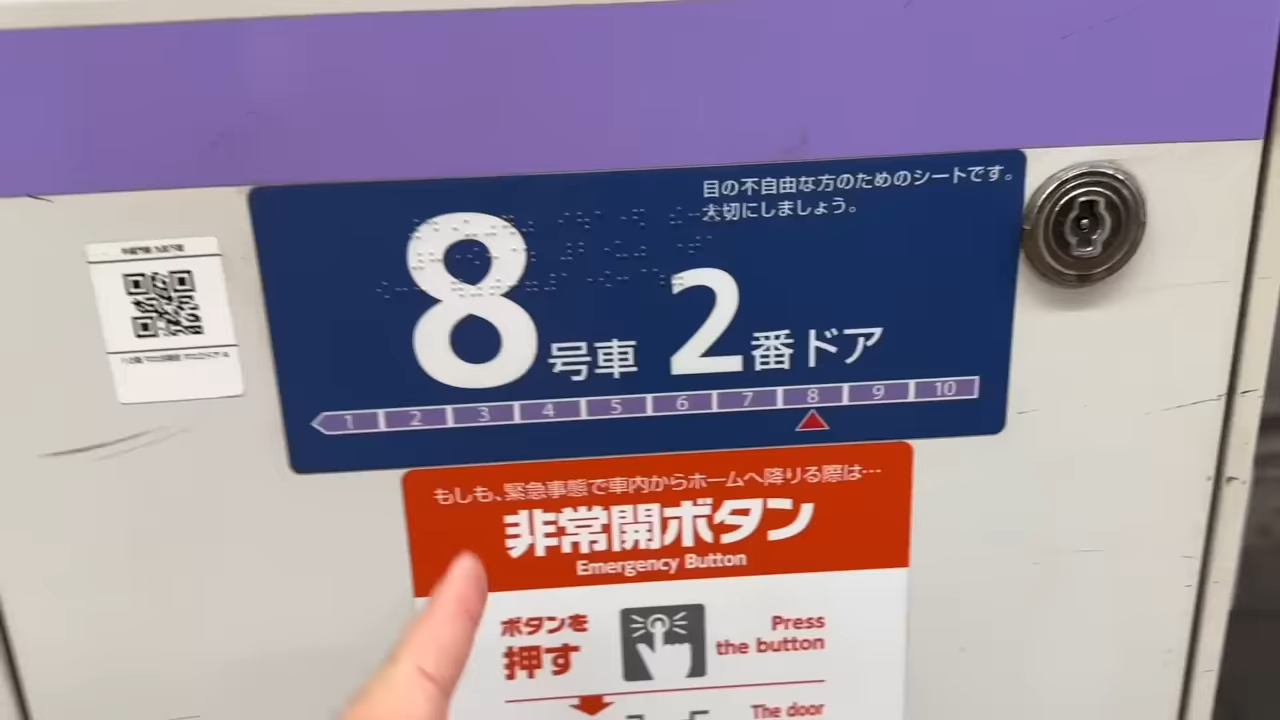 目の不自由な方のためのシートです。
大切にしましょう。
8号車 2番ドア
1 2 3 4 5 6 7 8 9 10
もしも、緊急事態で車内からホームへ降りる際は…
非常開ボタン
Emergency Button
ボタンを
押す
Press
the button
The door